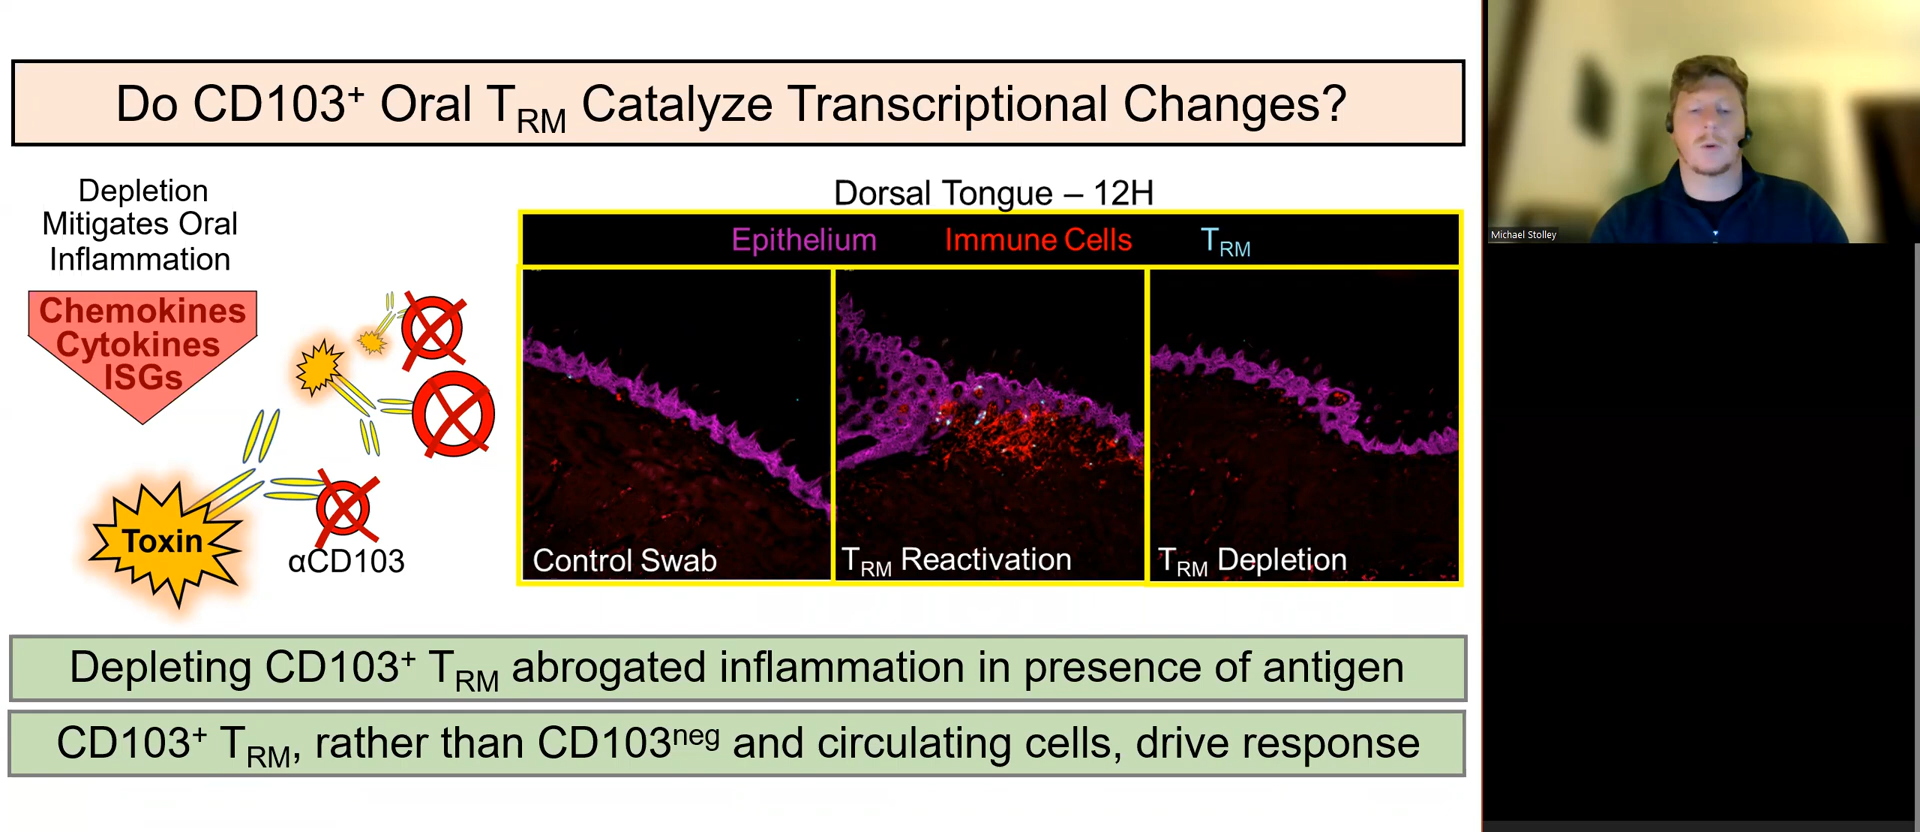 Do CD103⁺ Oral T_RM Catalyze Transcriptional Changes?
Depletion
Mitigates Oral
Inflammation
Chemokines
Cytokines
ISGs
Toxin
αCD103
Dorsal Tongue – 12H
Epithelium Immune Cells T_RM
Control Swab
T_RM Reactivation
T_RM Depletion
Depleting CD103⁺ T_RM abrogated inflammation in presence of antigen
CD103⁺ T_RM, rather than CD103ⁿᵉᵍ and circulating cells, drive response
Michael Stolley